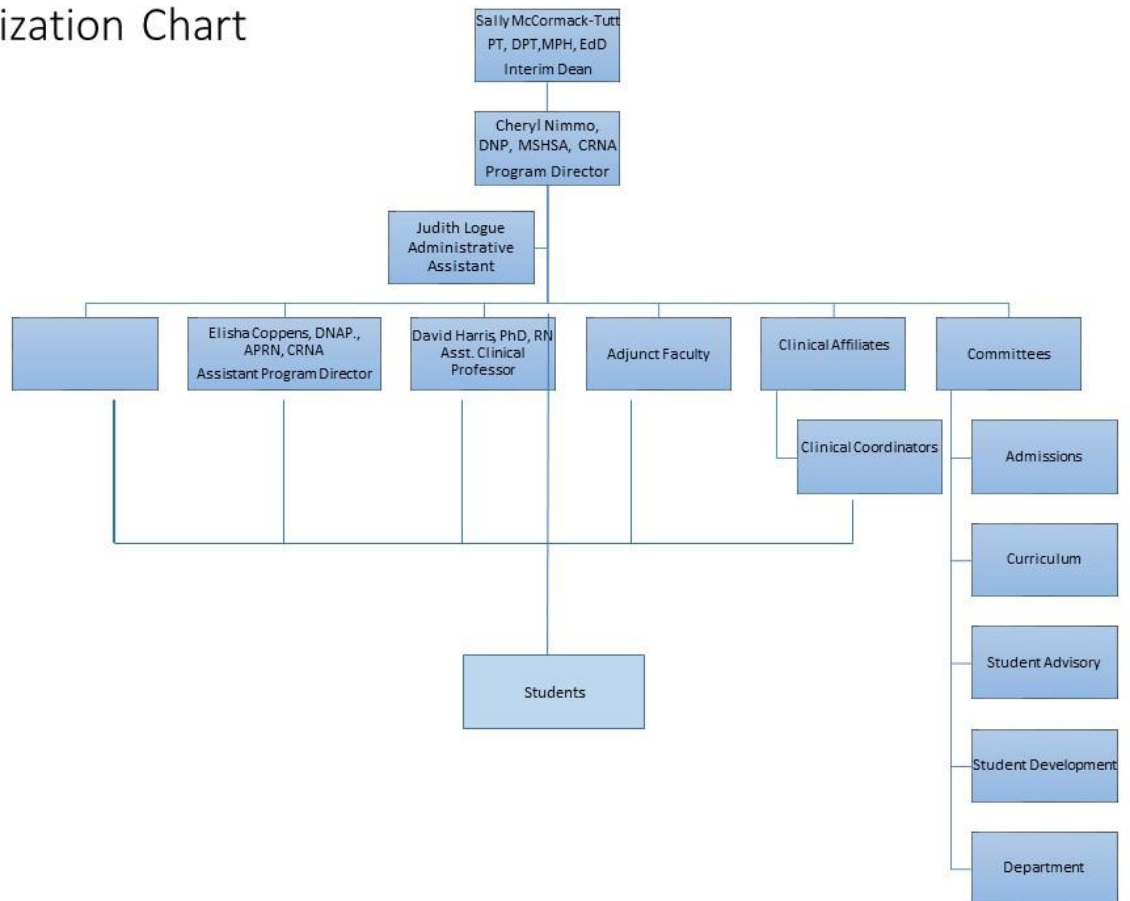 ization Chart
Sally McCormack-Tutt
PT, DPT,MPH, EdD
Interim Dean
Cheryl Nimmo,
DNP, MSHSA, CRNA
Program Director
Judith Logue
Administrative
Assistant
Elisha Coppens, DNAP.,
APRN, CRNA
Assistant Program Director
David Harris, PhD, RN
Asst. Clinical
Professor
Adjunct Faculty
Clinical Affiliates
Committees
Clinical Coordinators
Admissions
Curriculum
Student Advisory
Student Development
Department
Students